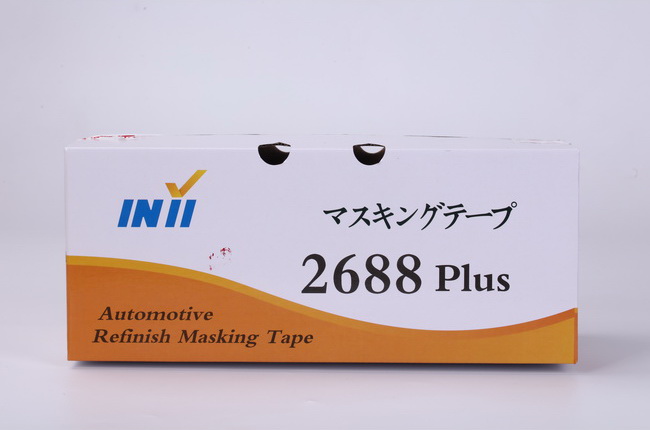 INII
マスキングテープ
2688 Plus
Automotive
Refinish Masking Tape